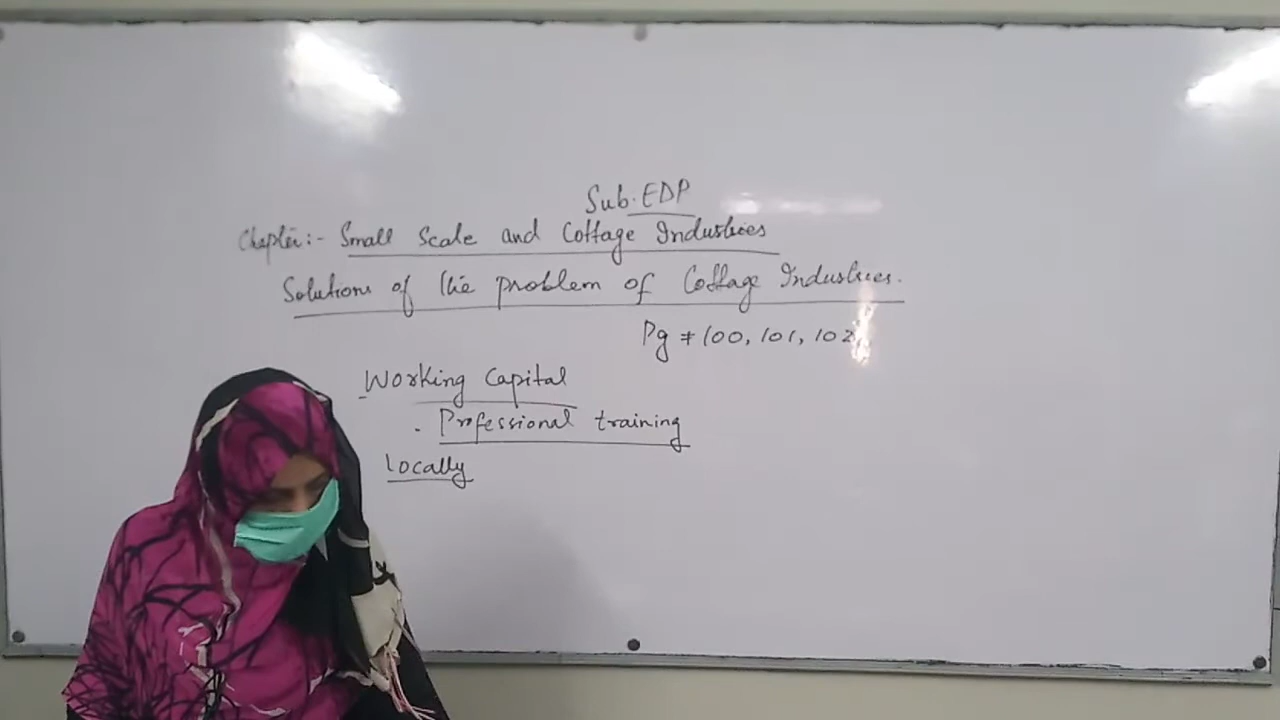 Sub. EDP
Chapter:- Small Scale and Cottage Industries
Solutions of the problem of Cottage Industries.
Pg # 100, 101, 102
Working Capital
. Professional training
Locally